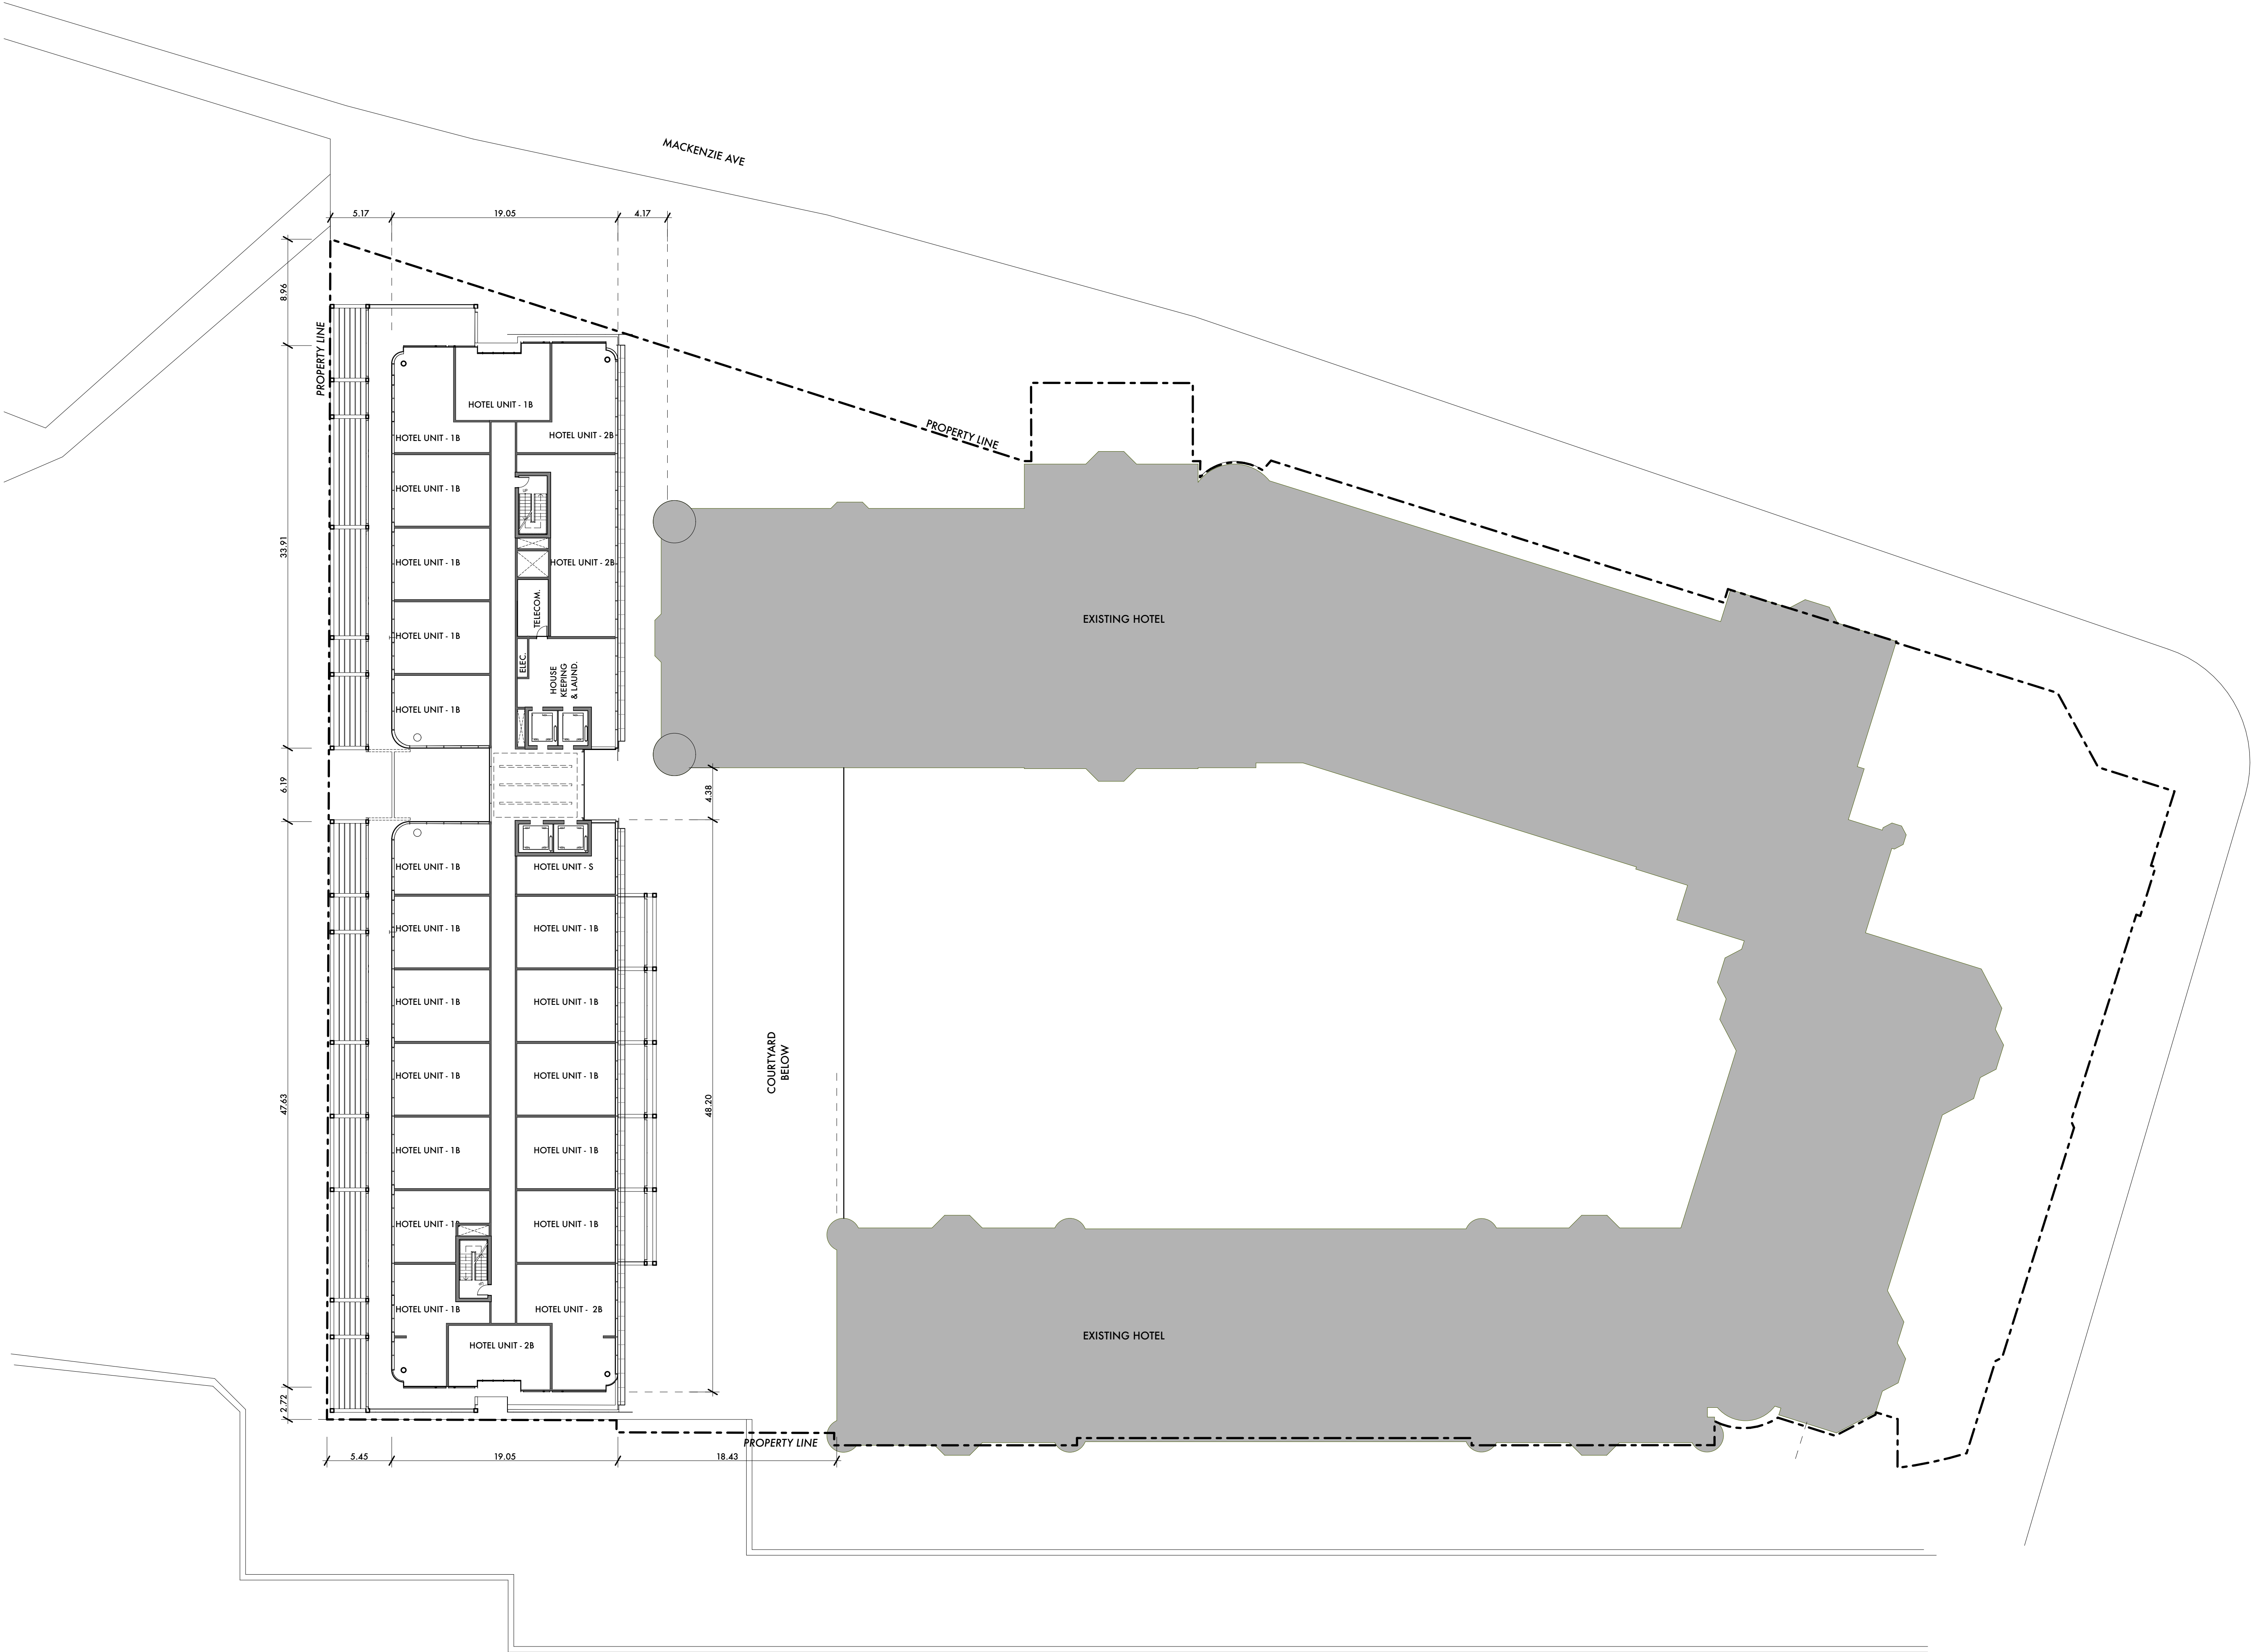 MACKENZIE AVE
5.17
19.05
4.17
8.96
PROPERTY LINE
HOTEL UNIT - 1B
HOTEL UNIT - 1B
HOTEL UNIT - 2B
PROPERTY LINE
HOTEL UNIT - 1B
UP
33.91
HOTEL UNIT - 1B
HOTEL UNIT - 2B
TELECOM.
EXISTING HOTEL
HOTEL UNIT - 1B
ELEC.
HOUSE
KEEPING
& LAUND.
HOTEL UNIT - 1B
6.19
4.38
HOTEL UNIT - 1B
HOTEL UNIT - S
HOTEL UNIT - 1B
HOTEL UNIT - 1B
HOTEL UNIT - 1B
HOTEL UNIT - 1B
COURTYARD
BELOW
HOTEL UNIT - 1B
HOTEL UNIT - 1B
47.63
48.20
HOTEL UNIT - 1B
HOTEL UNIT - 1B
HOTEL UNIT - 1B
HOTEL UNIT - 1B
HOTEL UNIT - 1B
HOTEL UNIT - 2B
EXISTING HOTEL
HOTEL UNIT - 2B
2.72
PROPERTY LINE
5.45
19.05
18.43